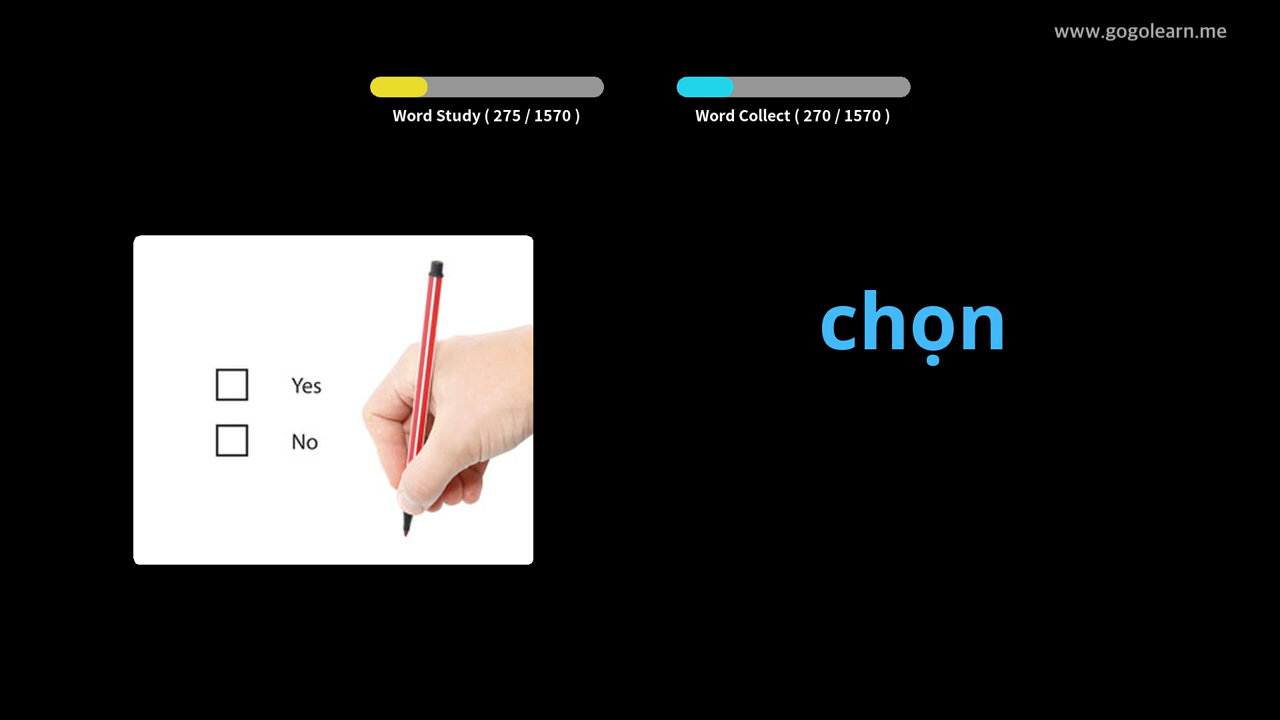 www.gogolearn.me
Word Study ( 275 / 1570 )
Word Collect ( 270 / 1570 )
Yes
No
chọn